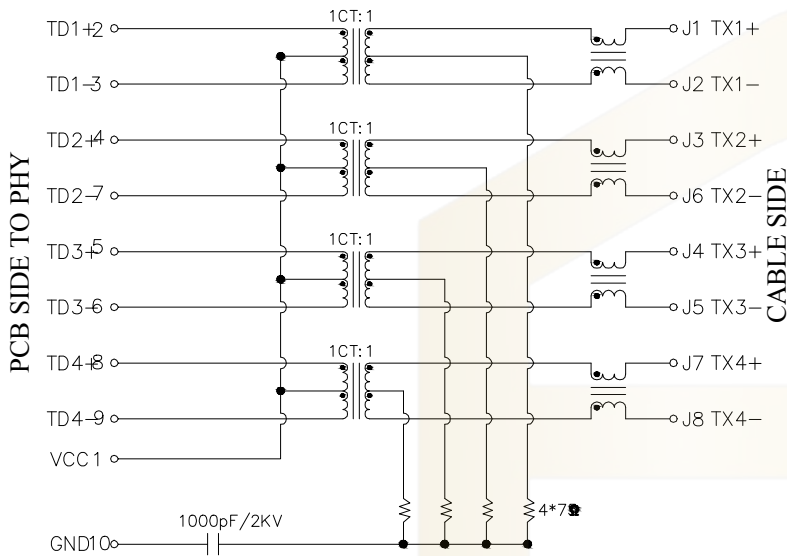 1CT:1
TD1+2
J1 TX1+
TD1-3
J2 TX1-
1CT:1
TD2+4
J3 TX2+
TD2-7
J6 TX2-
1CT:1
TD3+5
J4 TX3+
TD3-6
J5 TX3-
1CT:1
TD4+8
J7 TX4+
TD4-9
J8 TX4-
VCC1
4*75Ω
1000pF/2KV
GND10
PCB SIDE TO PHY
CABLE SIDE